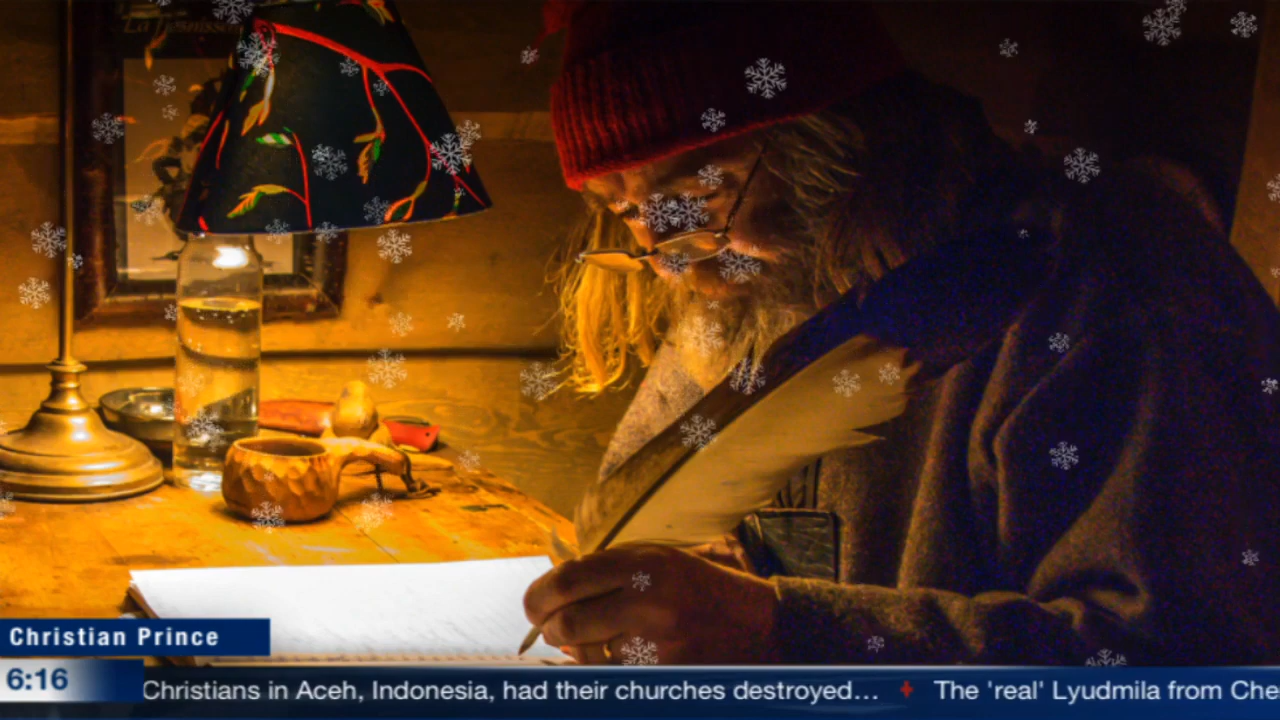 Christian Prince
6:16
Christians in Aceh, Indonesia, had their churches destroyed... The 'real' Lyudmila from Che